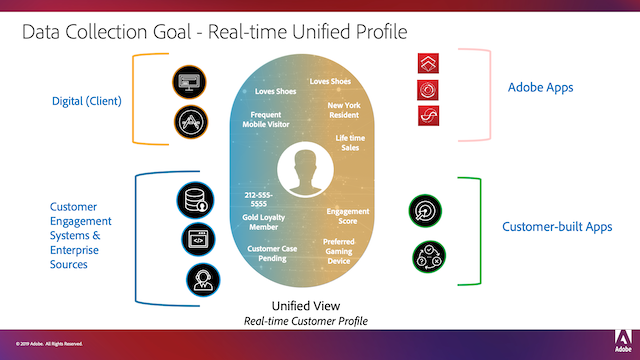 Data Collection Goal - Real-time Unified Profile
Digital (Client)
Loves Shoes
Loves Shoes
Frequent
Mobile Visitor
New York
Resident
Life time
Sales
Adobe Apps
Customer
Engagement
Systems &
Enterprise
Sources
212-555-
5555
Gold Loyalty
Member
Customer Case
Pending
Engagement
Score
Preferred
Gaming
Device
Customer-built Apps
Unified View
Real-time Customer Profile
© 2019 Adobe. All Rights Reserved.
Adobe